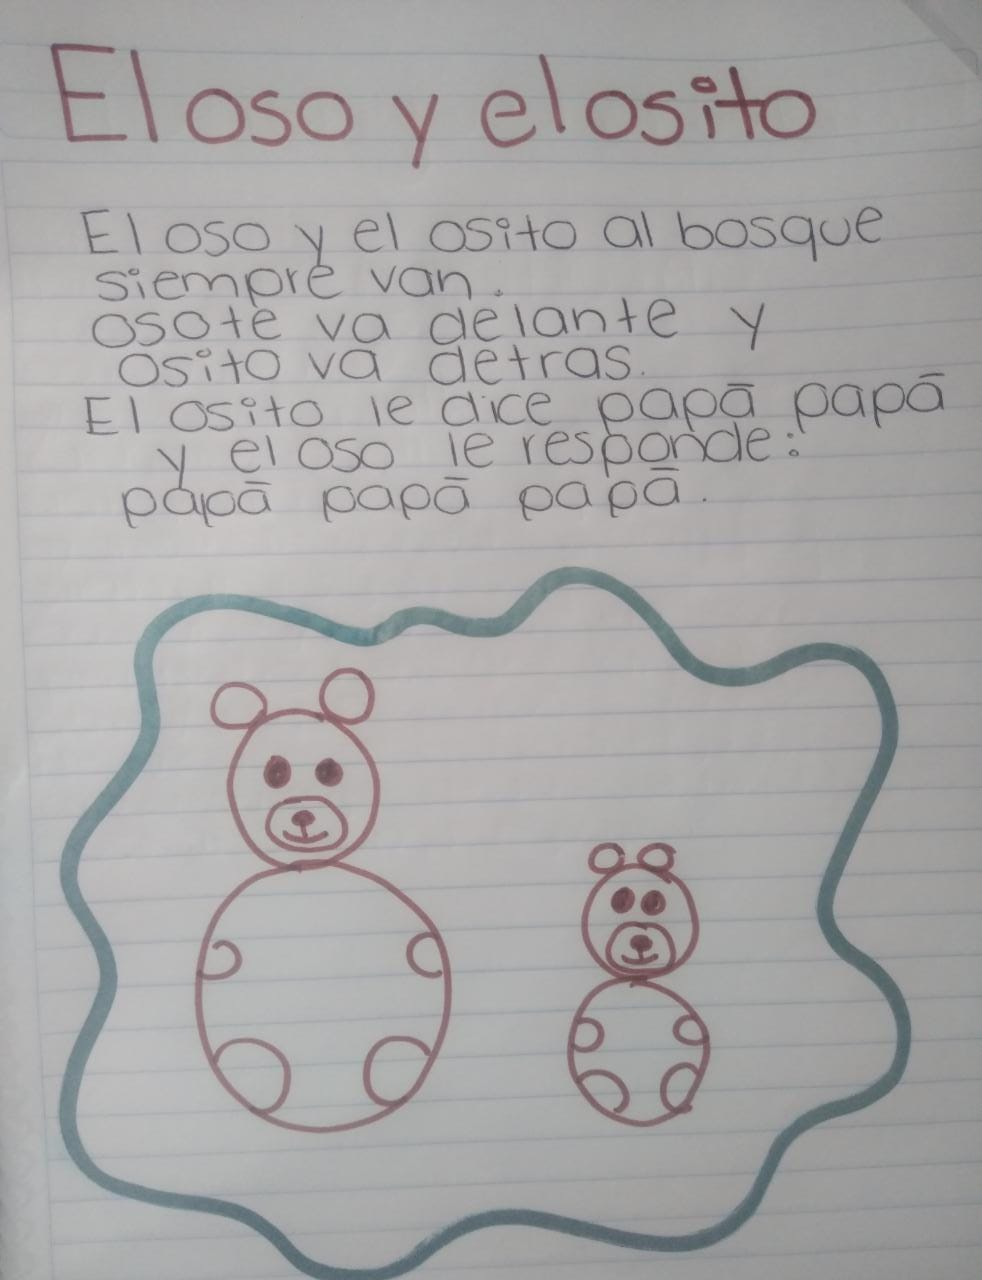 El oso y el osito
El oso y el osito al bosque
siempre van.
osote va delante y
osito va detras.
El osito le dice papā papā
y el oso le responde:
papā papā papā.